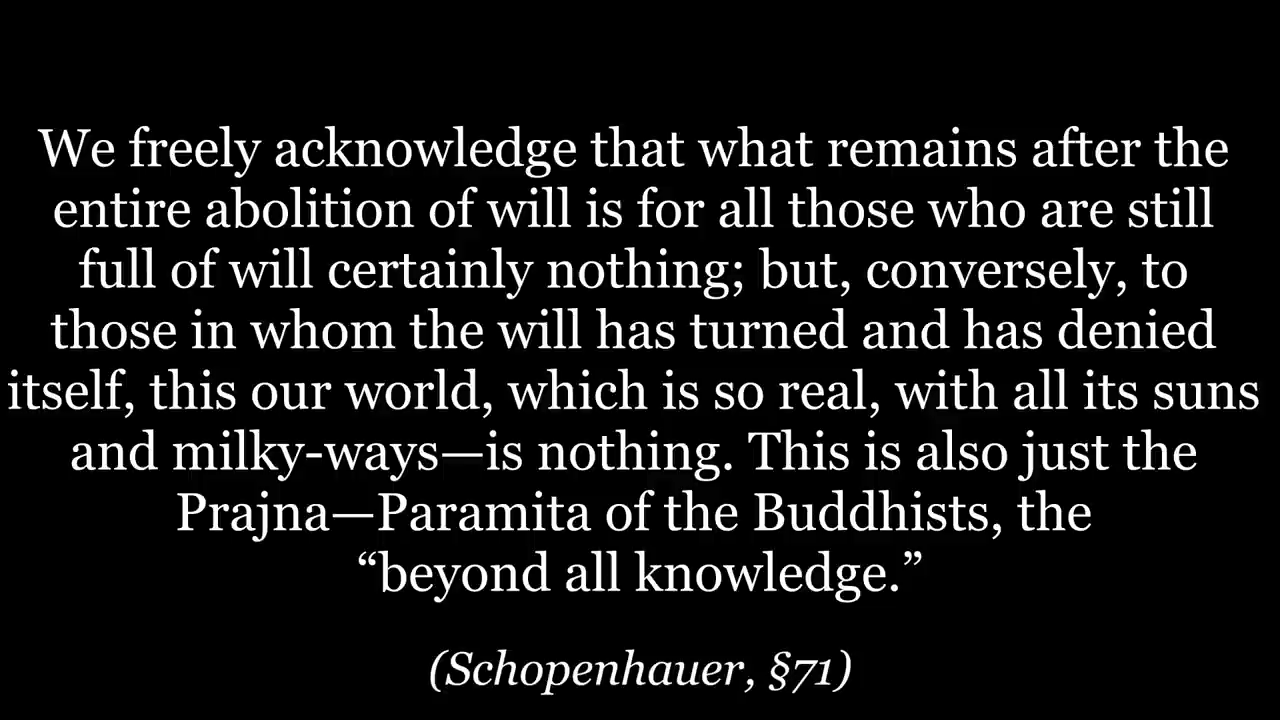 We freely acknowledge that what remains after the
entire abolition of will is for all those who are still
full of will certainly nothing; but, conversely, to
those in whom the will has turned and has denied
itself, this our world, which is so real, with all its suns
and milky-ways—is nothing. This is also just the
Prajna—Paramita of the Buddhists, the
“beyond all knowledge.”
(Schopenhauer, §71)